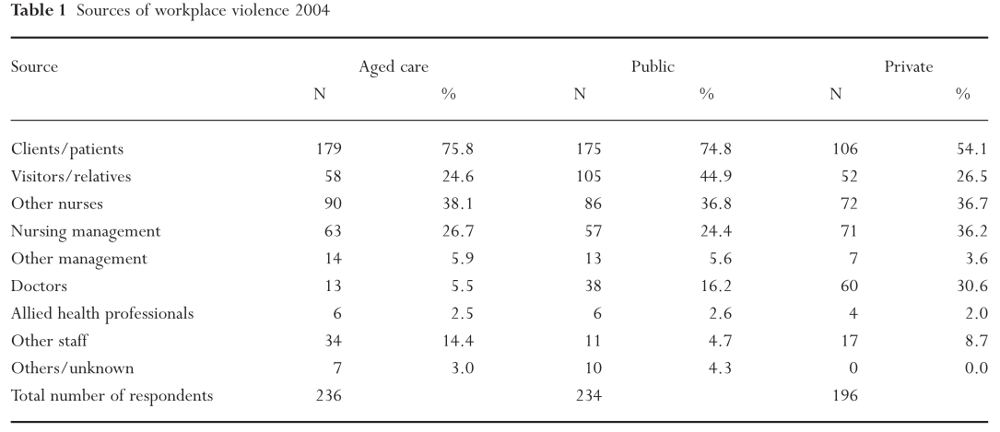 Table 1 Sources of workplace violence 2004
Source Aged care Public Private
N % N % N %
Clients/patients 179 75.8 175 74.8 106 54.1
Visitors/relatives 58 24.6 105 44.9 52 26.5
Other nurses 90 38.1 86 36.8 72 36.7
Nursing management 63 26.7 57 24.4 71 36.2
Other management 14 5.9 13 5.6 7 3.6
Doctors 13 5.5 38 16.2 60 30.6
Allied health professionals 6 2.5 6 2.6 4 2.0
Other staff 34 14.4 11 4.7 17 8.7
Others/unknown 7 3.0 10 4.3 0 0.0
Total number of respondents 236 234 196